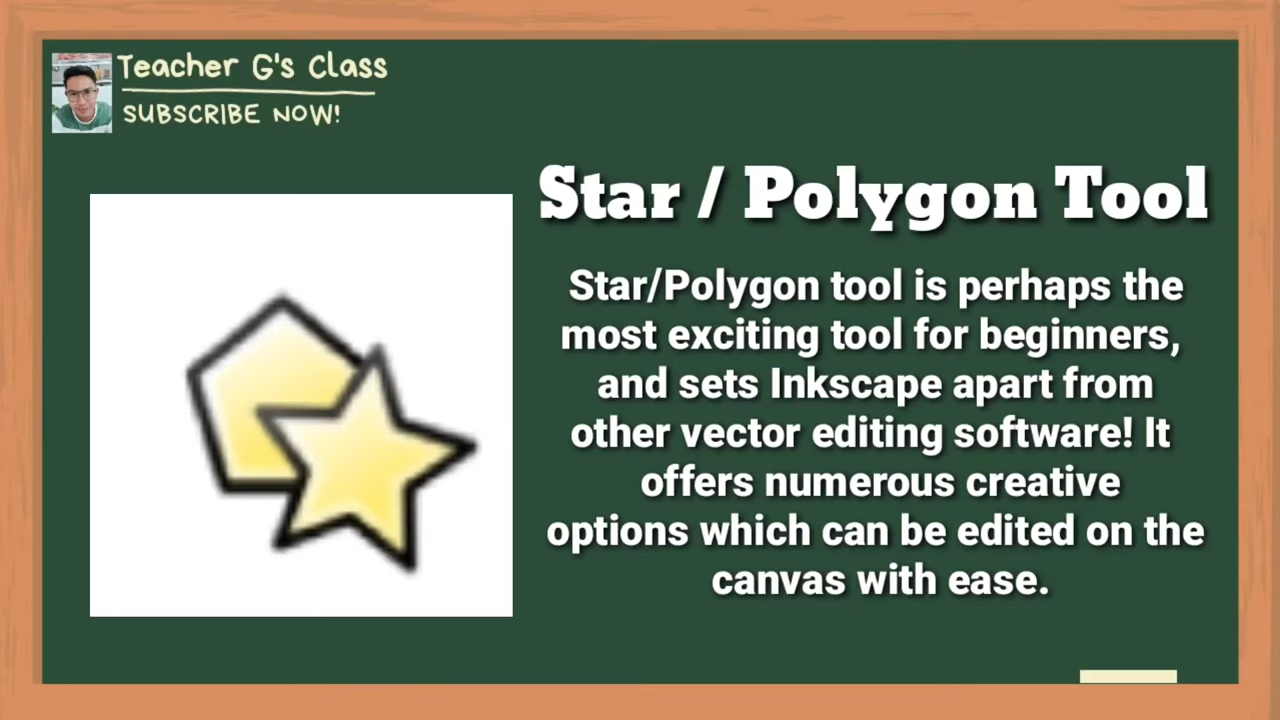 Teacher G's Class
SUBSCRIBE NOW!
Star / Polygon Tool
Star/Polygon tool is perhaps the
most exciting tool for beginners,
and sets Inkscape apart from
other vector editing software! It
offers numerous creative
options which can be edited on the
canvas with ease.